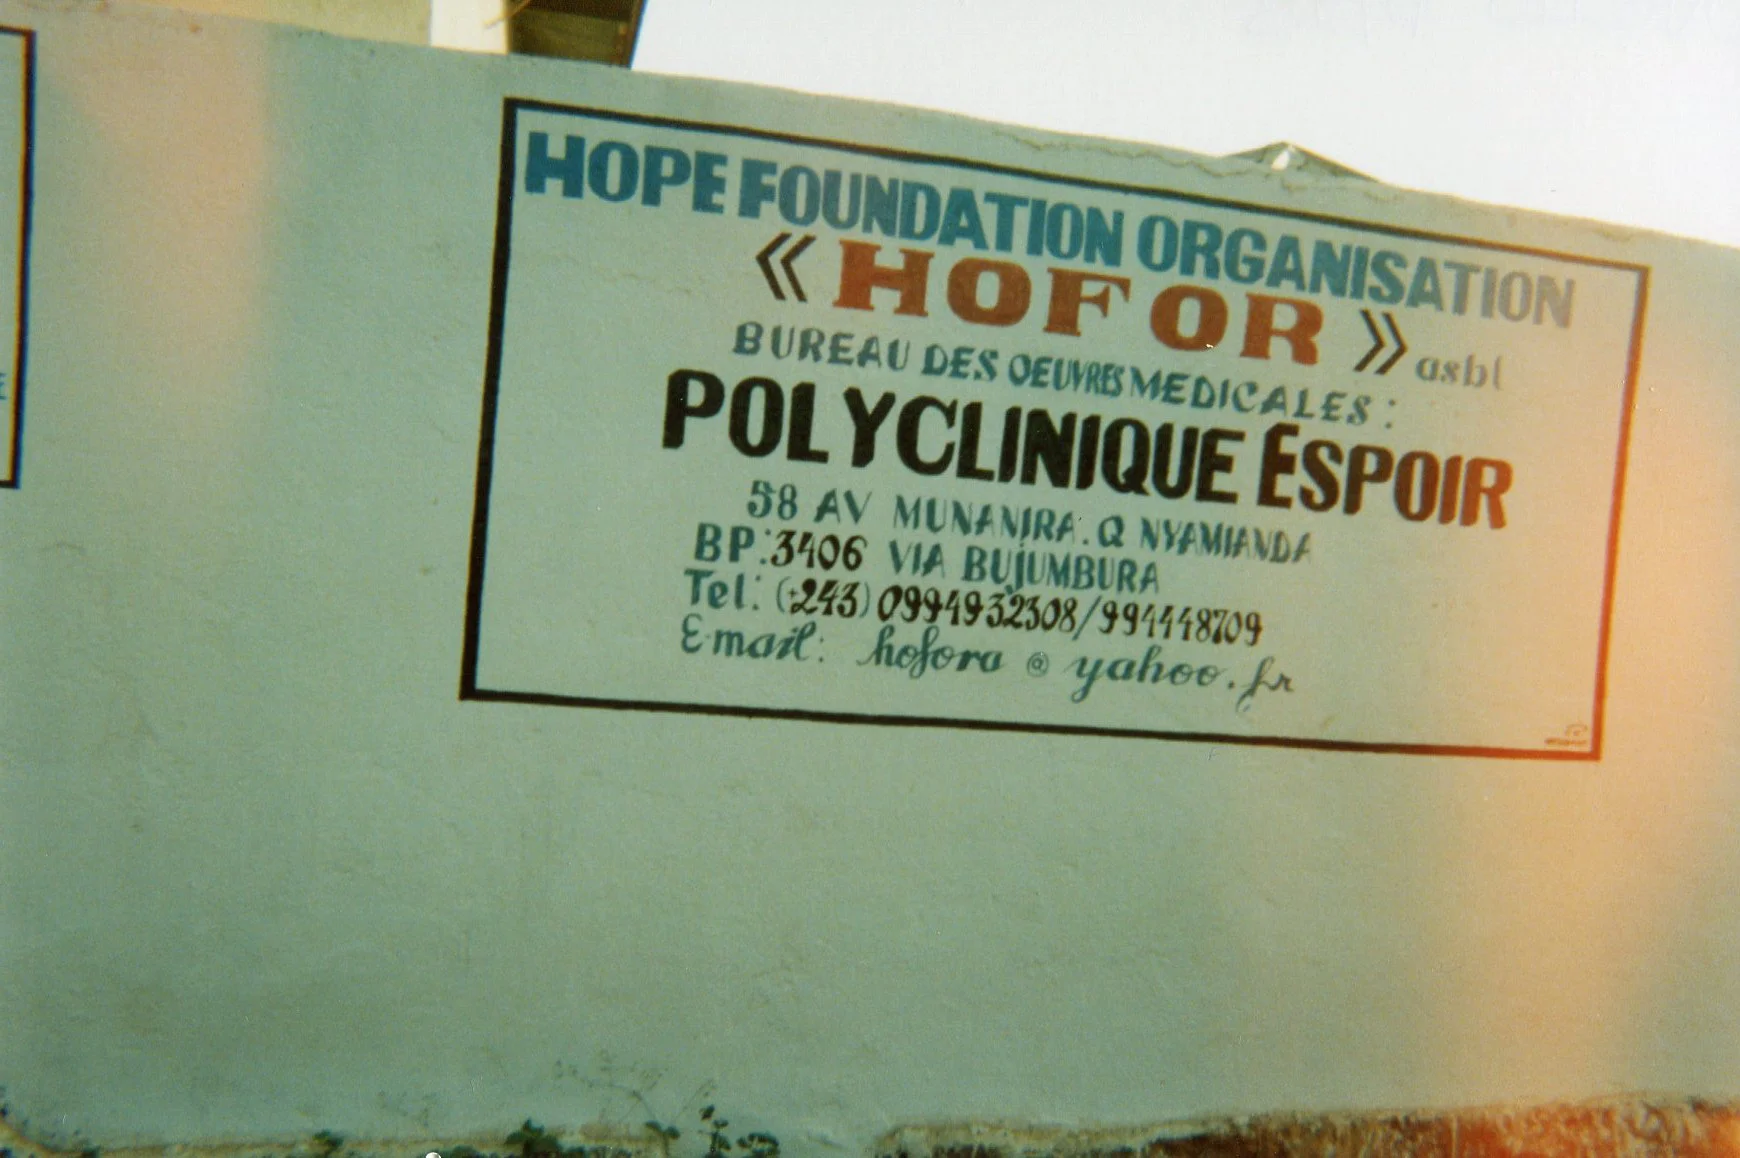 HOPE FOUNDATION ORGANISATION
« HOFOR » asbl
BUREAU DES OEUVRES MEDICALES :
POLYCLINIQUE ESPOIR
58 AV MUNANIRA. Q NYAMIANDA
BP: 3406 VIA BUJUMBURA
Tel: (+243) 0994932308/994448709
E-mail: hofora @ yahoo.fr